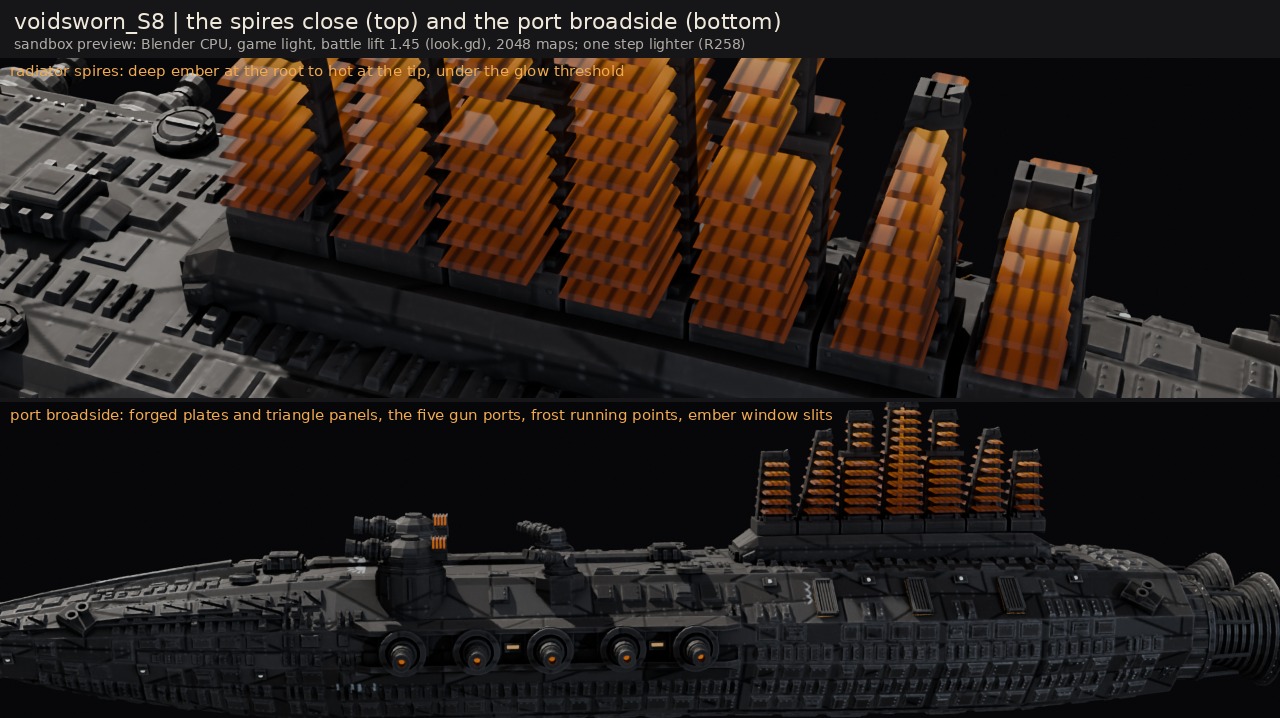 voidsworn_S8 | the spires close (top) and the port broadside (bottom)
sandbox preview: Blender CPU, game light, battle lift 1.45 (look.gd), 2048 maps; one step lighter (R258)
radiator spires: deep ember at the root to hot at the tip, under the glow threshold
port broadside: forged plates and triangle panels, the five gun ports, frost running points, ember window slits